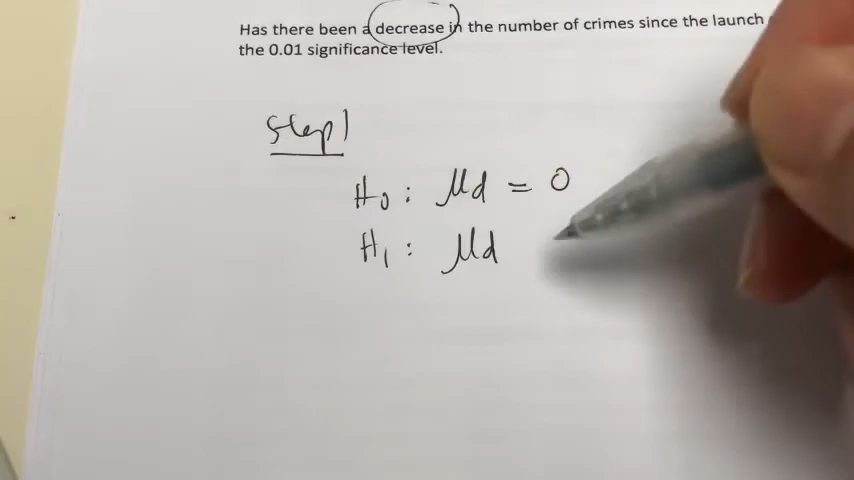 Has there been a decrease in the number of crimes since the launch
the 0.01 significance level.
Step 1
H₀ : μd = 0
H₁ : μd